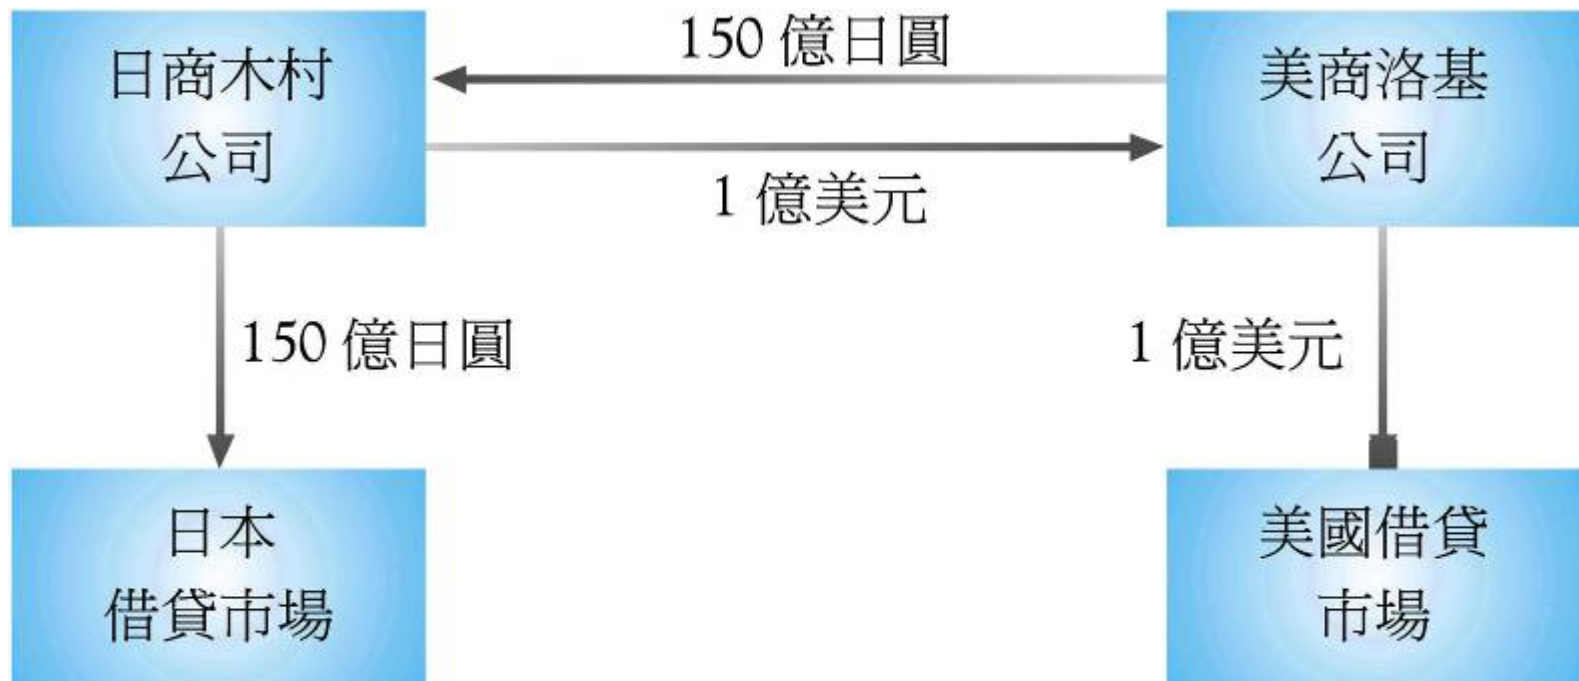 日商木村
公司
150 億日圓
1 億美元
美商洛基
公司
150 億日圓
1 億美元
日本
借貸市場
美國借貸
市場